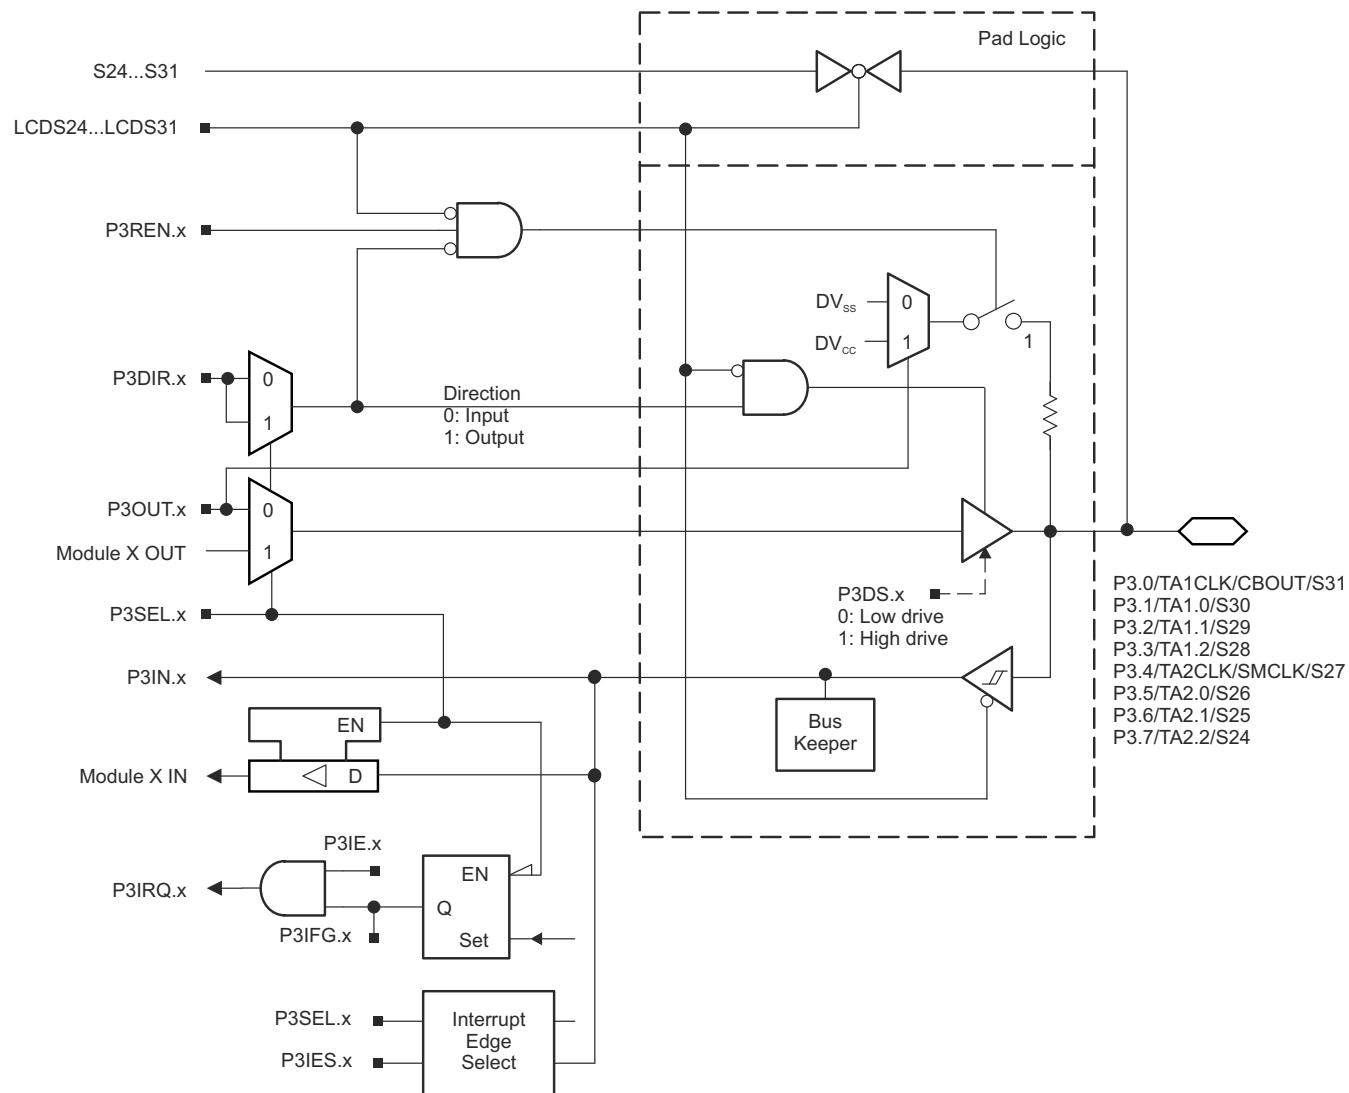 Pad Logic
S24...S31
LCDS24...LCDS31
P3REN.x
DVSS
0
DVCC
1
1
P3DIR.x
0
1
Direction
0: Input
1: Output
P3OUT.x
0
Module X OUT
1
P3DS.x
0: Low drive
1: High drive
P3SEL.x
P3.0/TA1CLK/CBOUT/S31
P3.1/TA1.0/S30
P3.2/TA1.1/S29
P3.3/TA1.2/S28
P3.4/TA2CLK/SMCLK/S27
P3.5/TA2.0/S26
P3.6/TA2.1/S25
P3.7/TA2.2/S24
P3IN.x
Bus
Keeper
EN
Module X IN
D
P3IE.x
P3IRQ.x
EN
Q
P3IFG.x
Set
P3SEL.x
P3IES.x
Interrupt
Edge
Select